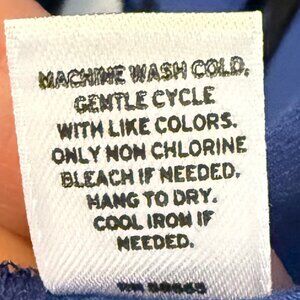 MACHINE WASH COLD.
GENTLE CYCLE
WITH LIKE COLORS.
ONLY NON CHLORINE
BLEACH IF NEEDED.
HANG TO DRY.
COOL IRON IF
NEEDED.